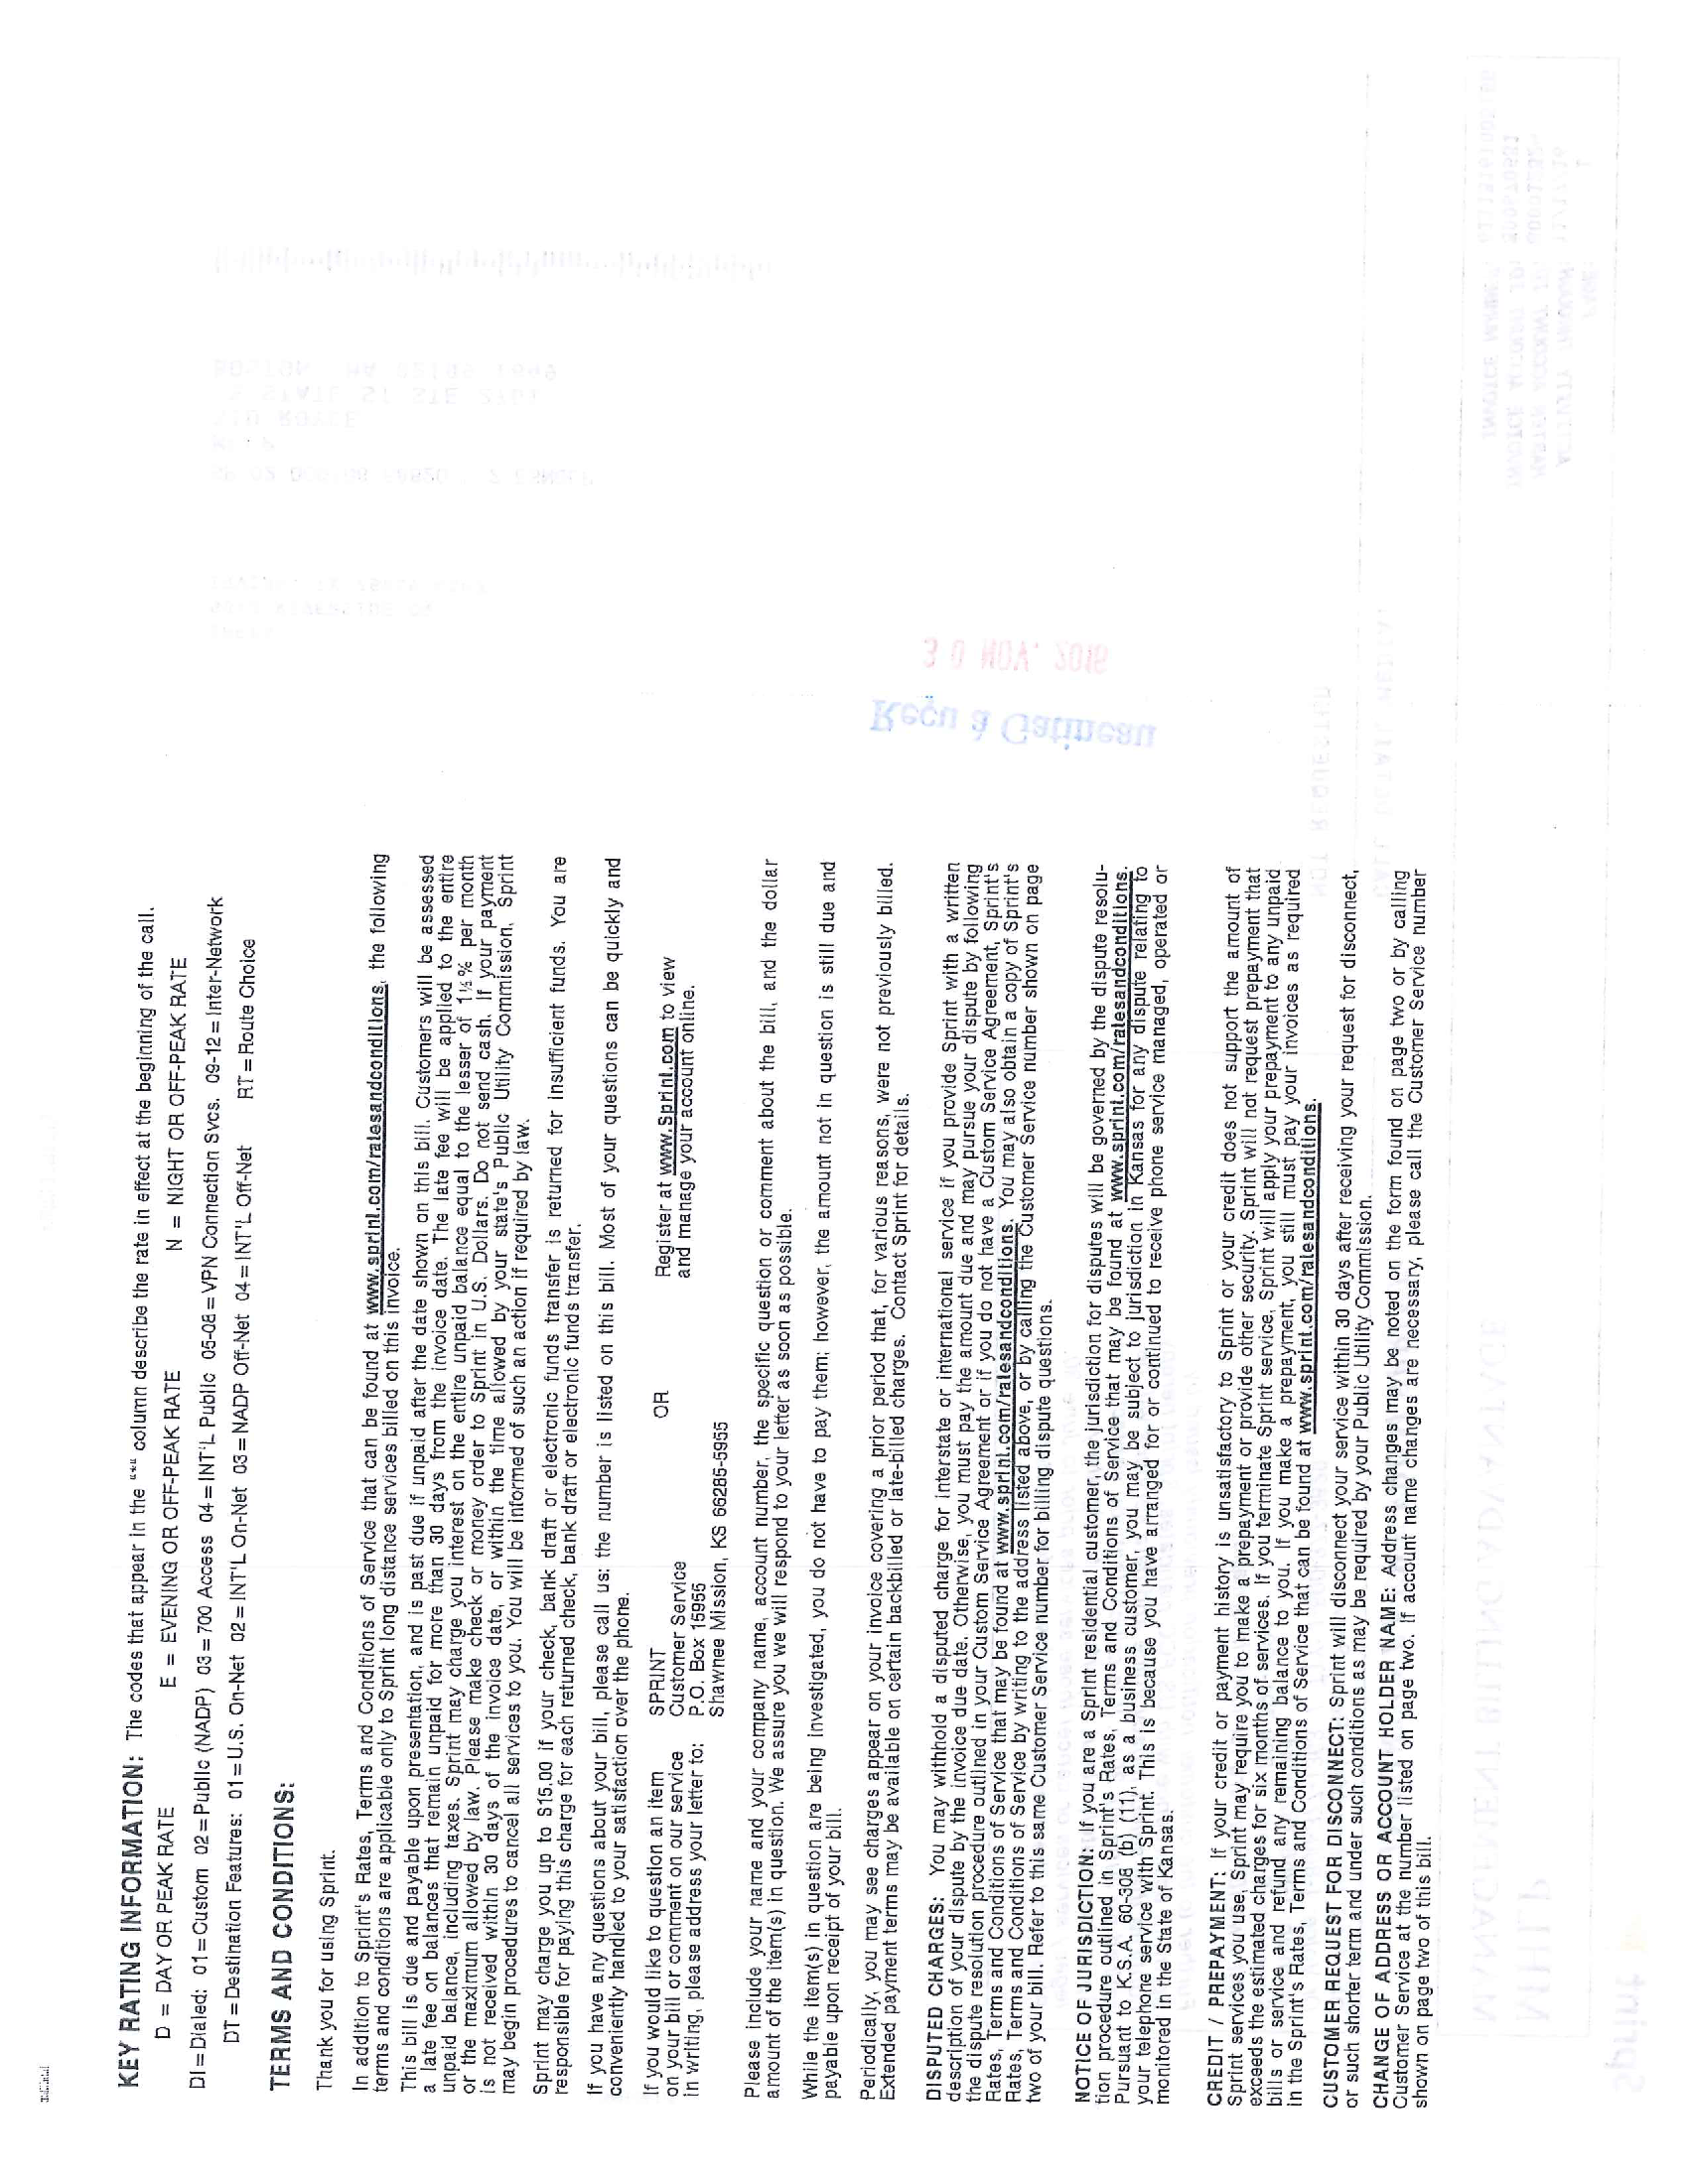 KEY RATING INFORMATION: The codes that appear in the "*" column describe the rate in effect at the beginning of the call.
D = DAY OR PEAK RATE E = EVENING OR OFF-PEAK RATE N = NIGHT OR OFF-PEAK RATE
DI=Dialed: 01=Custom 02=Public (NADP) 03=700 Access 04=INT'L Public 05-08=VPN Connection Svcs. 09-12=Inter-Network
DT=Destination Features: 01=U.S. On-Net 02=INT'L On-Net 03=NADP Off-Net 04=INT'L Off-Net RT=Route Choice
TERMS AND CONDITIONS:
Thank you for using Sprint.
In addition to Sprint's Rates, Terms and Conditions of Service that can be found at www.sprint.com/ratesandconditions, the following
terms and conditions are applicable only to Sprint long distance services billed on this invoice.
This bill is due and payable upon presentation, and is past due if unpaid after the date shown on this bill. Customers will be assessed
a late fee on balances that remain unpaid for more than 30 days from the invoice date. The late fee will be applied to the entire
unpaid balance, including taxes. Sprint may charge you interest on the entire unpaid balance equal to the lesser of 1½% per month
or the maximum allowed by law. Please make check or money order to Sprint in U.S. Dollars. Do not send cash. If your payment
is not received within 30 days of the invoice date, or within the time allowed by your state's Public Utility Commission, Sprint
may begin procedures to cancel all services to you. You will be informed of such an action if required by law.
Sprint may charge you up to $15.00 if your check, bank draft or electronic funds transfer is returned for insufficient funds. You are
responsible for paying this charge for each returned check, bank draft or electronic funds transfer.
If you have any questions about your bill, please call us: the number is listed on this bill. Most of your questions can be quickly and
conveniently handled to your satisfaction over the phone.
If you would like to question an item SPRINT OR Register at www.Sprint.com to view
on your bill or comment on our service Customer Service and manage your account online.
in writing, please address your letter to: P.O. Box 15955
Shawnee Mission, KS 66285-5955
Please include your name and your company name, account number, the specific question or comment about the bill, and the dollar
amount of the item(s) in question. We assure you we will respond to your letter as soon as possible.
While the item(s) in question are being investigated, you do not have to pay them; however, the amount not in question is still due and
payable upon receipt of your bill.
Periodically, you may see charges appear on your invoice covering a prior period that, for various reasons, were not previously billed.
Extended payment terms may be available on certain backbilled or late-billed charges. Contact Sprint for details.
DISPUTED CHARGES: You may withhold a disputed charge for interstate or international service if you provide Sprint with a written
description of your dispute by the invoice due date. Otherwise, you must pay the amount due and may pursue your dispute by following
the dispute resolution procedure outlined in your Custom Service Agreement or if you do not have a Custom Service Agreement, Sprint's
Rates, Terms and Conditions of Service that may be found at www.sprint.com/ratesandconditions. You may also obtain a copy of Sprint's
Rates, Terms and Conditions of Service by writing to the address listed above, or by calling the Customer Service number shown on page
two of your bill. Refer to this same Customer Service number for billing dispute questions.
NOTICE OF JURISDICTION: If you are a Sprint residential customer, the jurisdiction for disputes will be governed by the dispute resolu-
tion procedure outlined in Sprint's Rates, Terms and Conditions of Service that may be found at www.sprint.com/ratesandconditions.
Pursuant to K.S.A. 60-308 (b) (11), as a business customer, you may be subject to jurisdiction in Kansas for any dispute relating to
your telephone service with Sprint. This is because you have arranged for or continued to receive phone service managed, operated or
monitored in the State of Kansas.
CREDIT / PREPAYMENT: If your credit or payment history is unsatisfactory to Sprint or your credit does not support the amount of
Sprint services you use, Sprint may require you to make a prepayment or provide other security. Sprint will not request prepayment that
exceeds the estimated charges for six months of services. If you terminate Sprint service, Sprint will apply your prepayment to any unpaid
bills or service and refund any remaining balance to you. If you make a prepayment, you still must pay your invoices as required
in the Sprint's Rates, Terms and Conditions of Service that can be found at www.sprint.com/ratesandconditions.
CUSTOMER REQUEST FOR DISCONNECT: Sprint will disconnect your service within 30 days after receiving your request for disconnect,
or such shorter term and under such conditions as may be required by your Public Utility Commission.
CHANGE OF ADDRESS OR ACCOUNT HOLDER NAME: Address changes may be noted on the form found on page two or by calling
Customer Service at the number listed on page two. If account name changes are necessary, please call the Customer Service number
shown on page two of this bill.
Reçu à Gatineau
30 NOV. 2016
NOT REQUESTED
CALL DETAIL MEDIA:
MANAGEMENT BILLING ADVANTAGE
Sprint